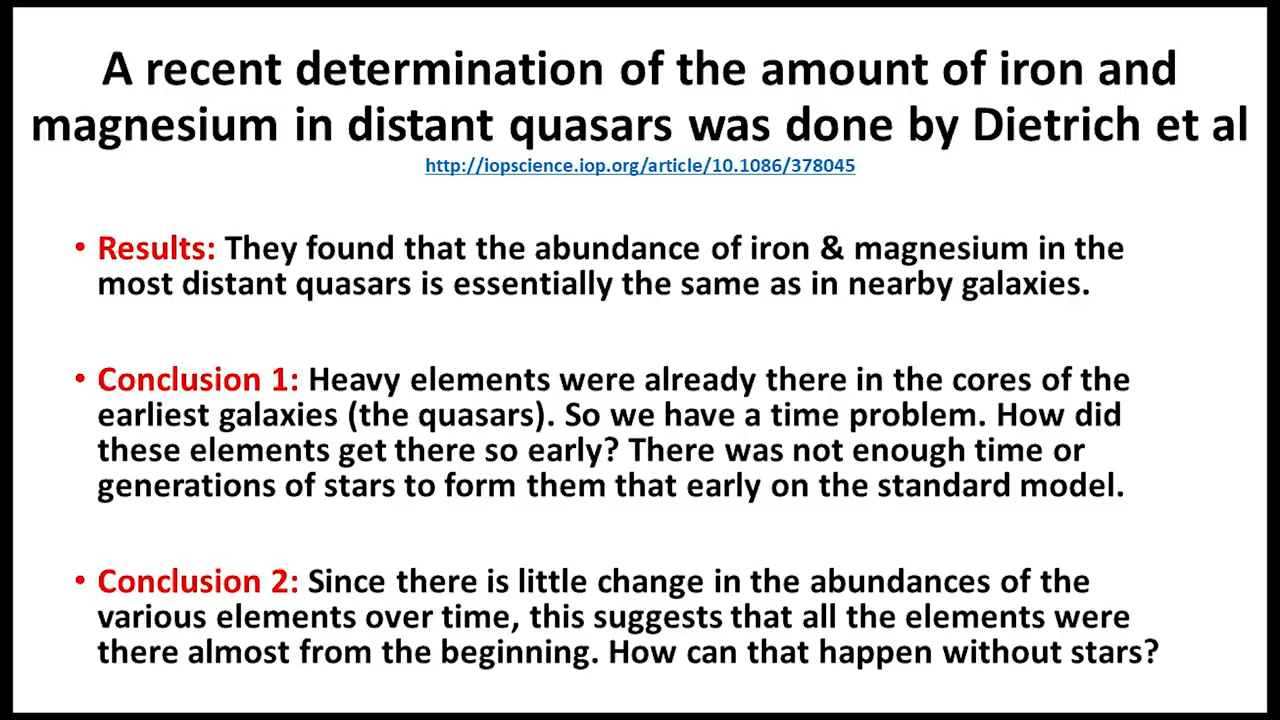 A recent determination of the amount of iron and
magnesium in distant quasars was done by Dietrich et al
http://iopscience.iop.org/article/10.1086/378045
• Results: They found that the abundance of iron & magnesium in the
most distant quasars is essentially the same as in nearby galaxies.
• Conclusion 1: Heavy elements were already there in the cores of the
earliest galaxies (the quasars). So we have a time problem. How did
these elements get there so early? There was not enough time or
generations of stars to form them that early on the standard model.
• Conclusion 2: Since there is little change in the abundances of the
various elements over time, this suggests that all the elements were
there almost from the beginning. How can that happen without stars?